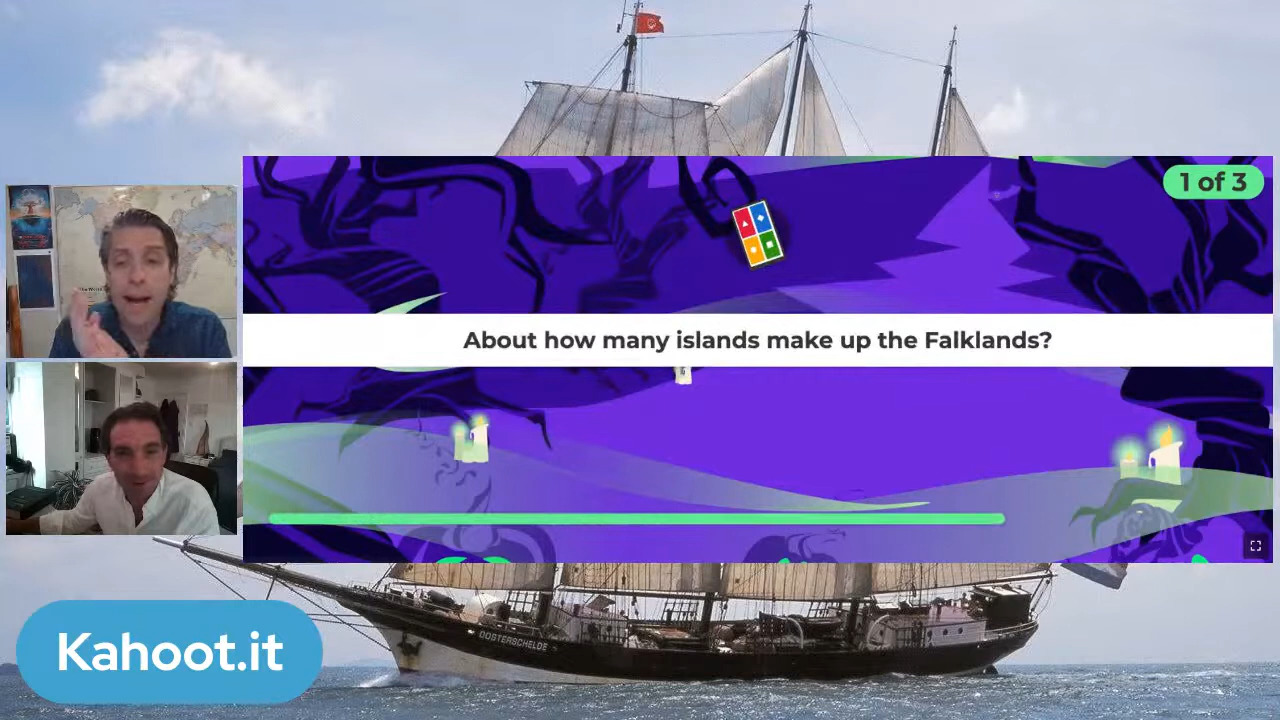 1 of 3
About how many islands make up the Falklands?
OOSTERSCHELDE
Kahoot.it